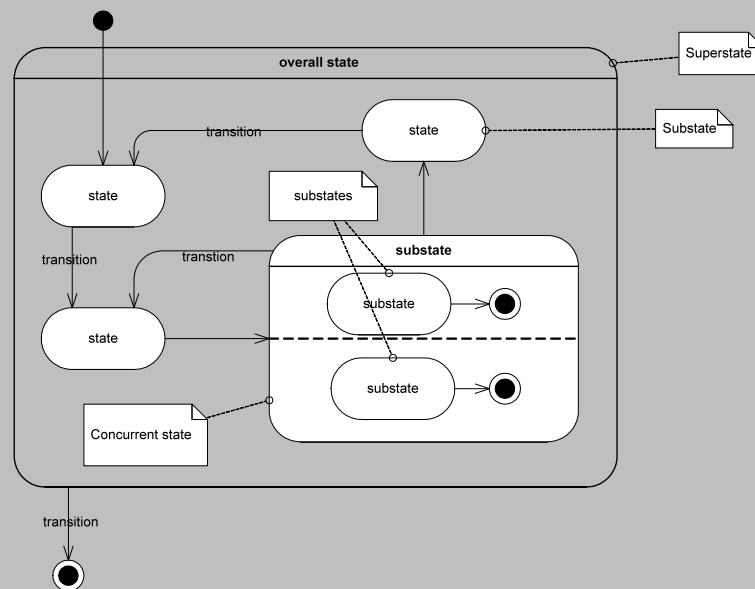 overall state
Superstate
transition
state
Substate
state
substates
transition
transtion
substate
substate
state
substate
Concurrent state
transition